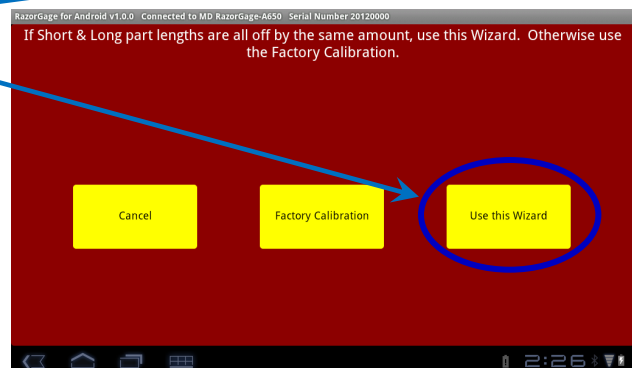 RazorGage for Android v1.0.0   Connected to MD RazorGage-A650   Serial Number 20120000
If Short & Long part lengths are all off by the same amount, use this Wizard.  Otherwise use
the Factory Calibration.
Cancel
Factory Calibration
Use this Wizard
2:26